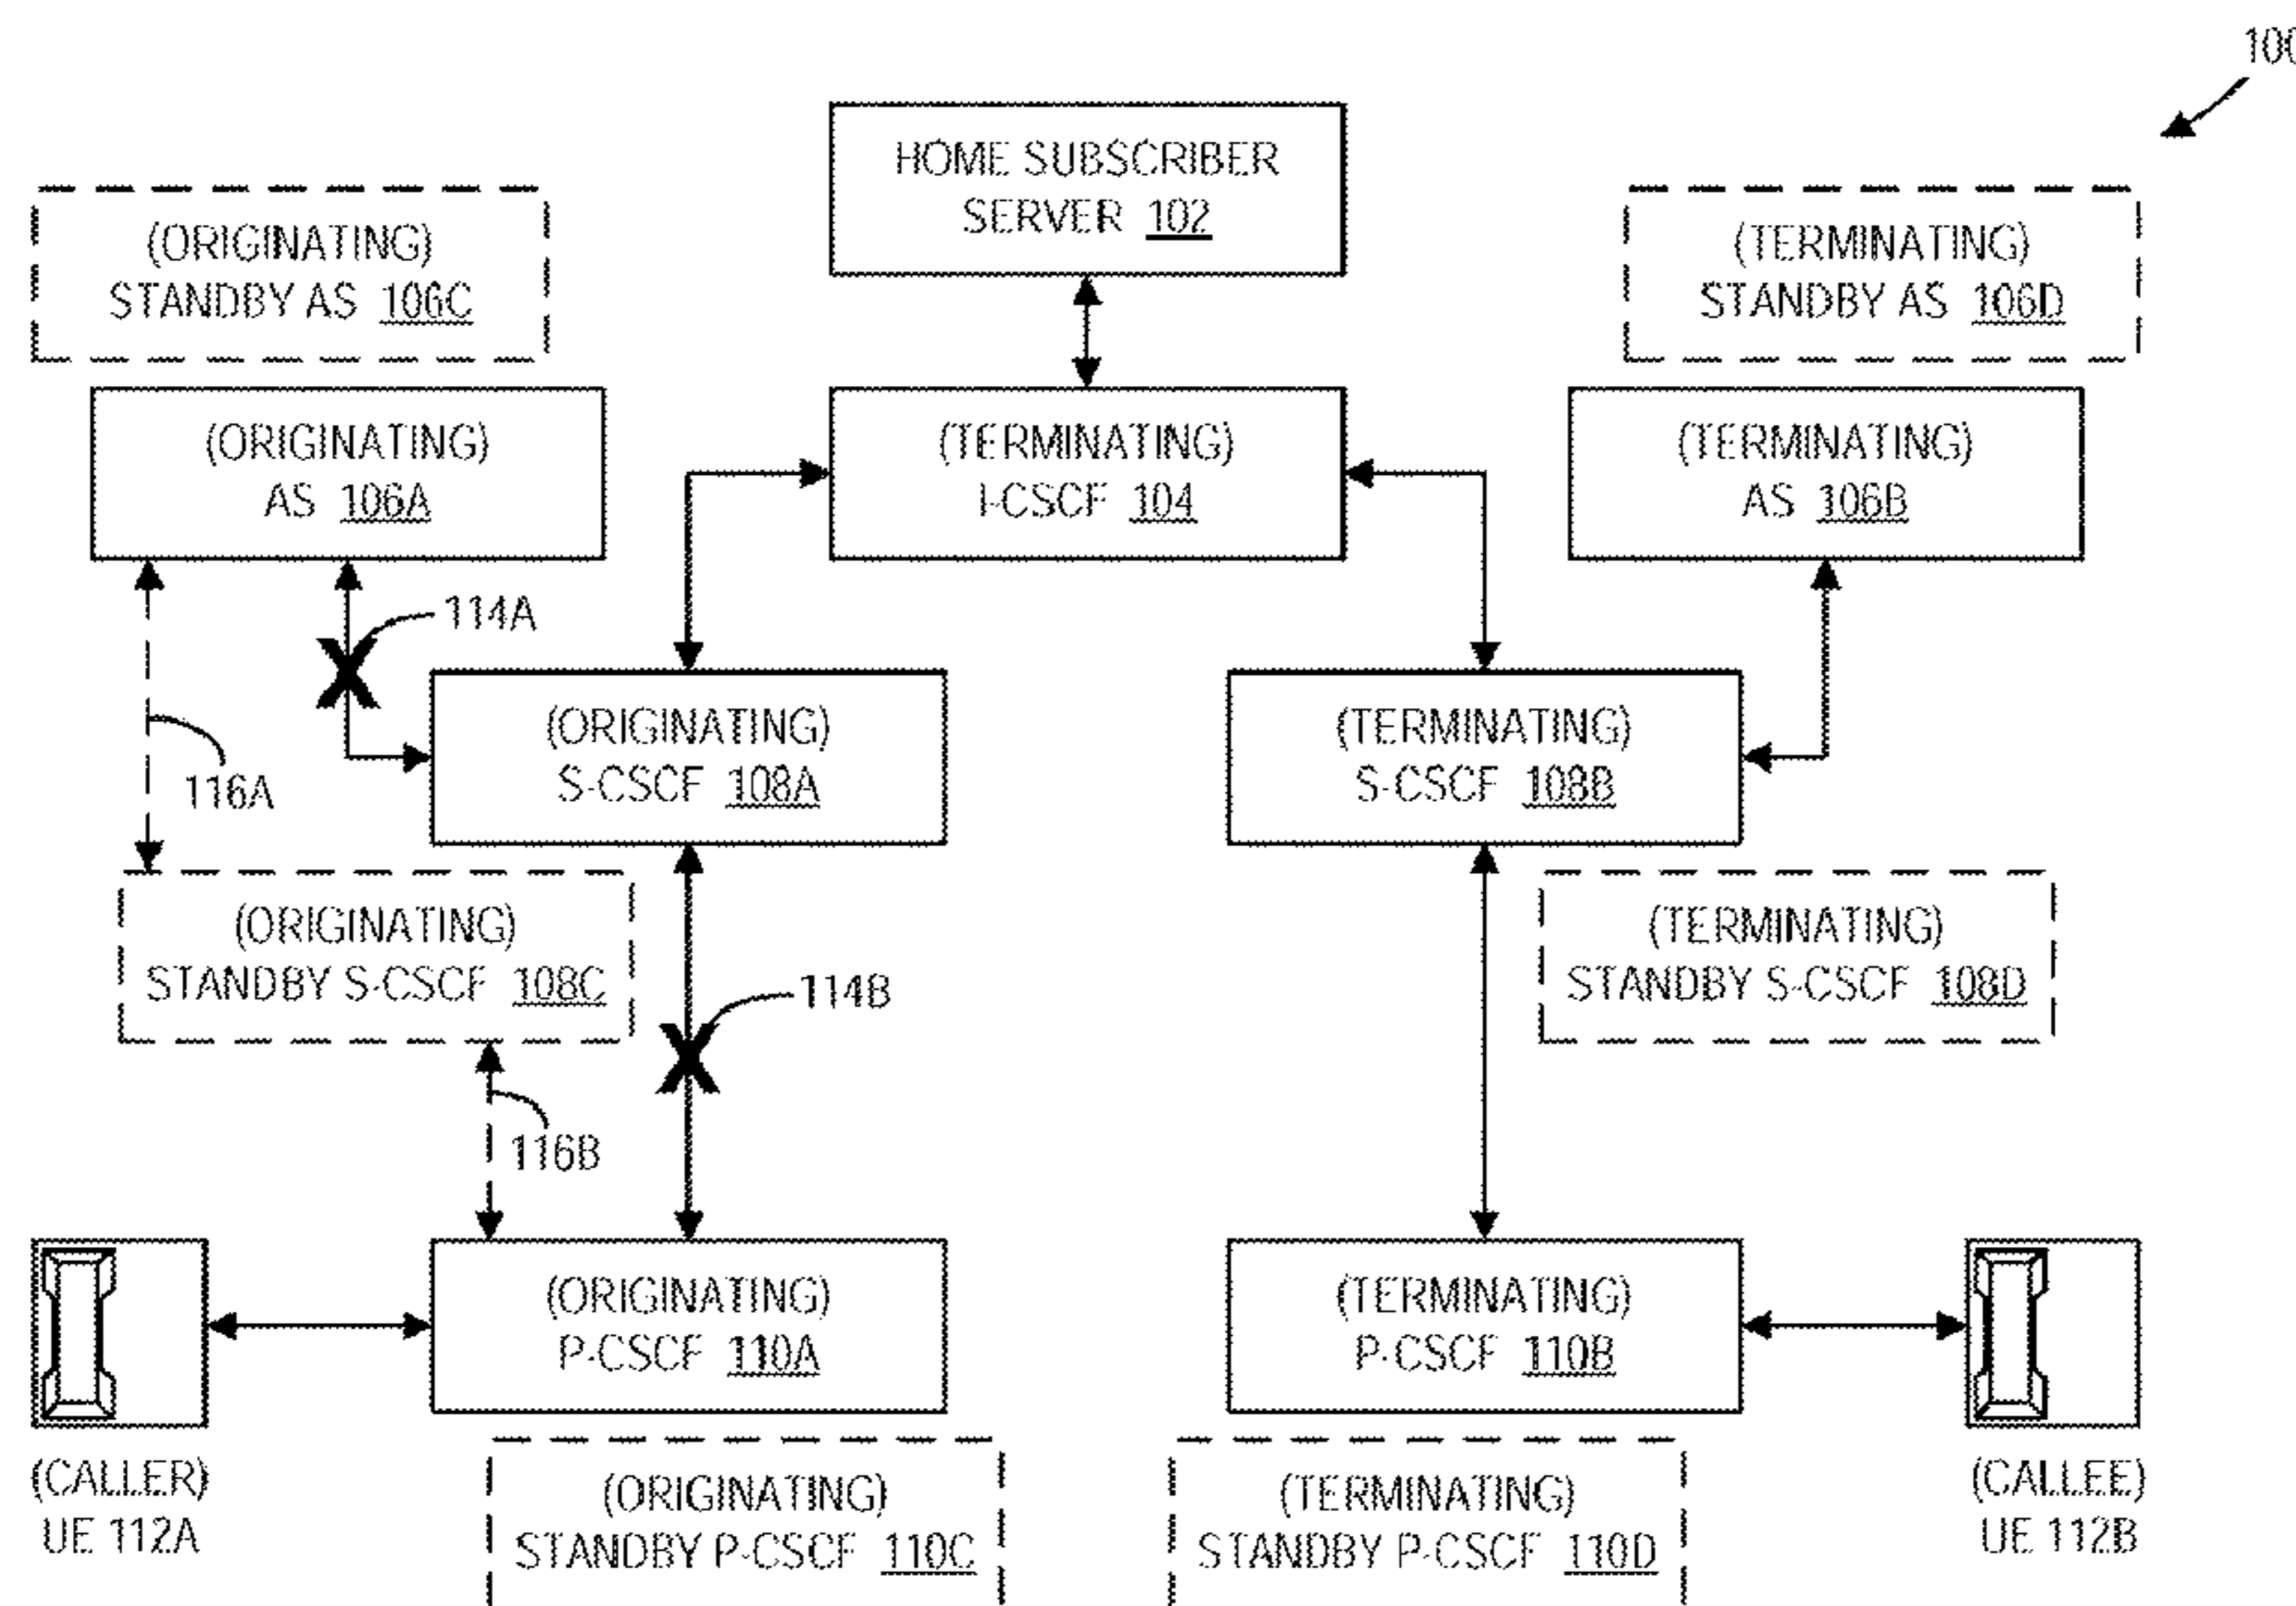 100
HOME SUBSCRIBER
SERVER 102
(ORIGINATING)
STANDBY AS 106C
(TERMINATING)
STANDBY AS 106D
(ORIGINATING)
AS 106A
(TERMINATING)
I-CSCF 104
(TERMINATING)
AS 106B
114A
116A
(ORIGINATING)
S-CSCF 108A
(TERMINATING)
S-CSCF 108B
(ORIGINATING)
STANDBY S-CSCF 108C
114B
(TERMINATING)
STANDBY S-CSCF 108D
116B
(ORIGINATING)
P-CSCF 110A
(TERMINATING)
P-CSCF 110B
(CALLER)
UE 112A
(ORIGINATING)
STANDBY P-CSCF 110C
(TERMINATING)
STANDBY P-CSCF 110D
(CALLEE)
UE 112B